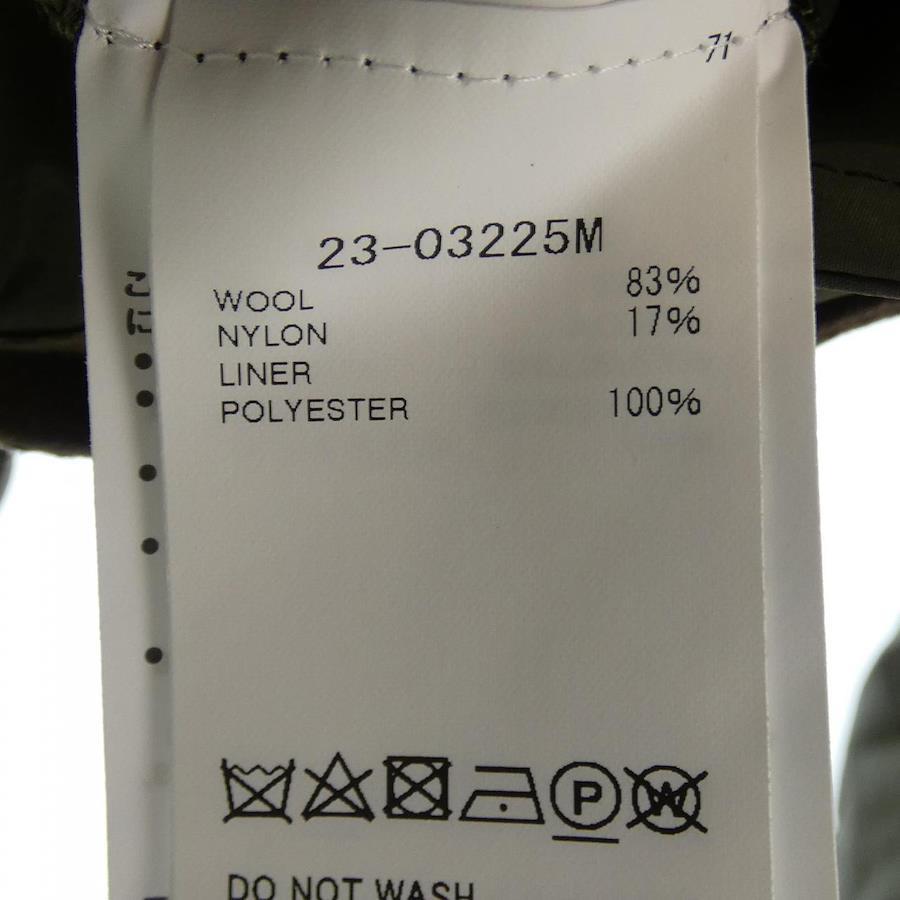 71
23-03225M
WOOL 83%
NYLON 17%
LINER
POLYESTER 100%
P W
DO NOT WASH